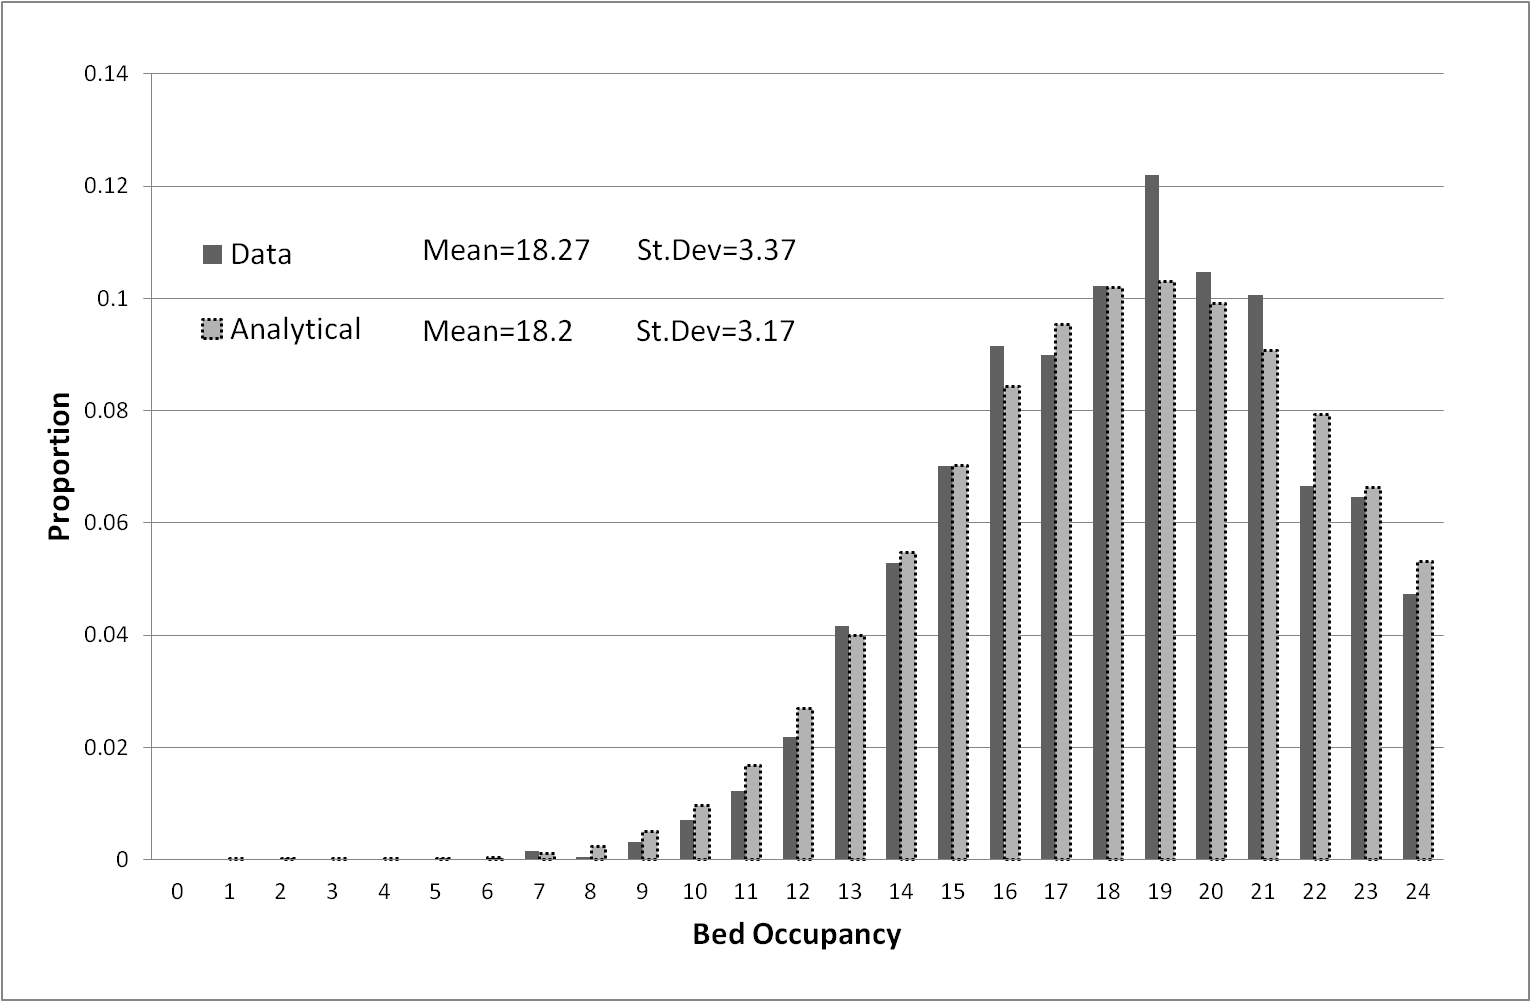 0.14
0.12
0.1
0.08
0.06
0.04
0.02
0
Proportion
Data Mean=18.27 St.Dev=3.37
Analytical Mean=18.2 St.Dev=3.17
0 1 2 3 4 5 6 7 8 9 10 11 12 13 14 15 16 17 18 19 20 21 22 23 24
Bed Occupancy